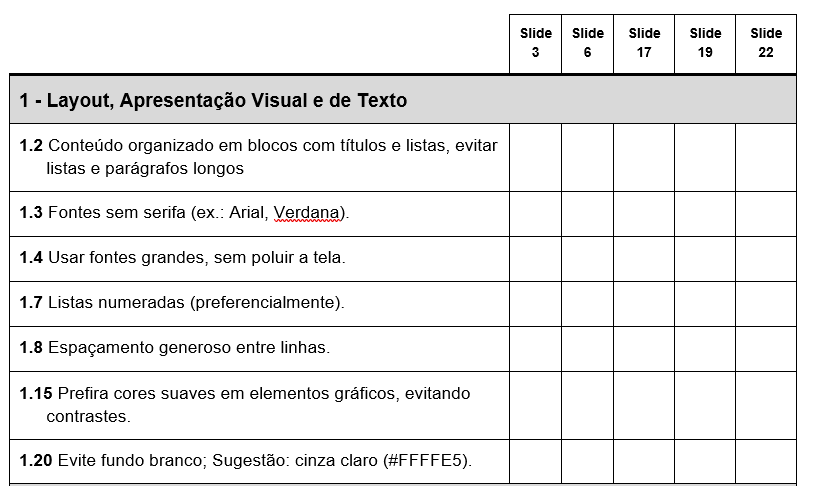 Slide 3 Slide 6 Slide 17 Slide 19 Slide 22
1 - Layout, Apresentação Visual e de Texto
1.2 Conteúdo organizado em blocos com títulos e listas, evitar
listas e parágrafos longos
1.3 Fontes sem serifa (ex.: Arial, Verdana).
1.4 Usar fontes grandes, sem poluir a tela.
1.7 Listas numeradas (preferencialmente).
1.8 Espaçamento generoso entre linhas.
1.15 Prefira cores suaves em elementos gráficos, evitando
contrastes.
1.20 Evite fundo branco; Sugestão: cinza claro (#FFFFE5).